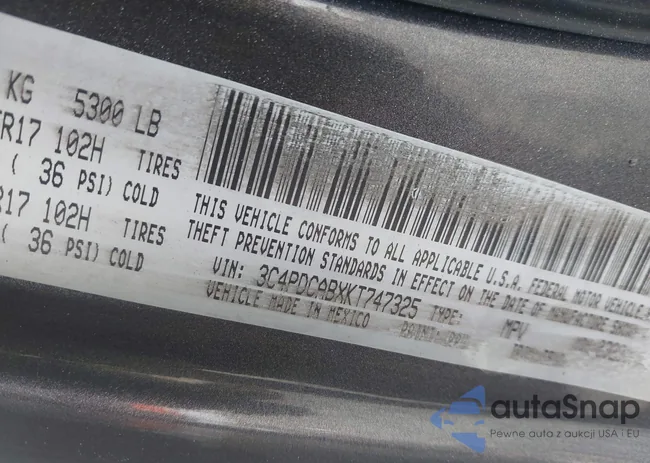 KG 5300 LB
R17 102H TIRES
( 36 PSI) COLD
R17 102H TIRES
( 36 PSI) COLD
THIS VEHICLE CONFORMS TO ALL APPLICABLE U.S.A. FEDERAL MOTOR VEHICLE
THEFT PREVENTION STANDARDS IN EFFECT ON THE DATE OF MANUFACTURE
VIN: 3C4PDCABXKT747325 TYPE: MPV
VEHICLE MADE IN MEXICO PAINT:
autaSnap
Pewne auta z aukcji USA i EU